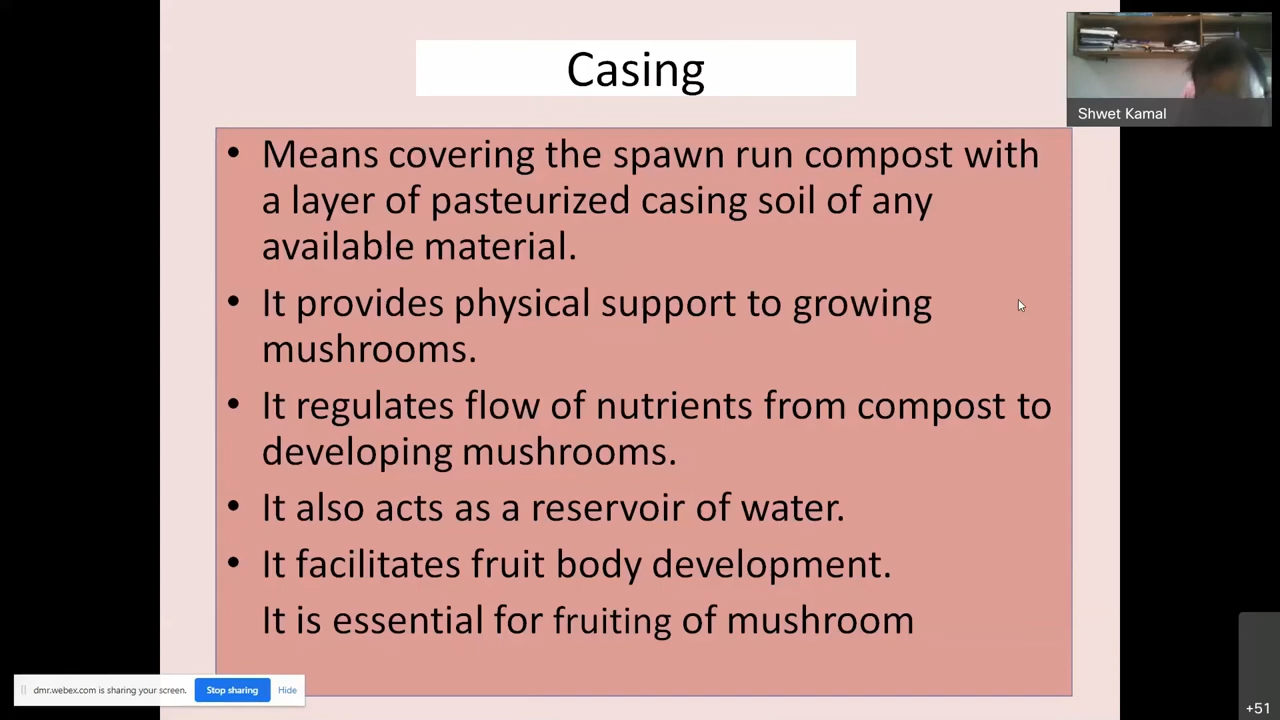 Casing
Shwet Kamal
• Means covering the spawn run compost with
a layer of pasteurized casing soil of any
available material.
• It provides physical support to growing
mushrooms.
• It regulates flow of nutrients from compost to
developing mushrooms.
• It also acts as a reservoir of water.
• It facilitates fruit body development.
It is essential for fruiting of mushroom
dmr.webex.com is sharing your screen. Stop sharing Hide
+51